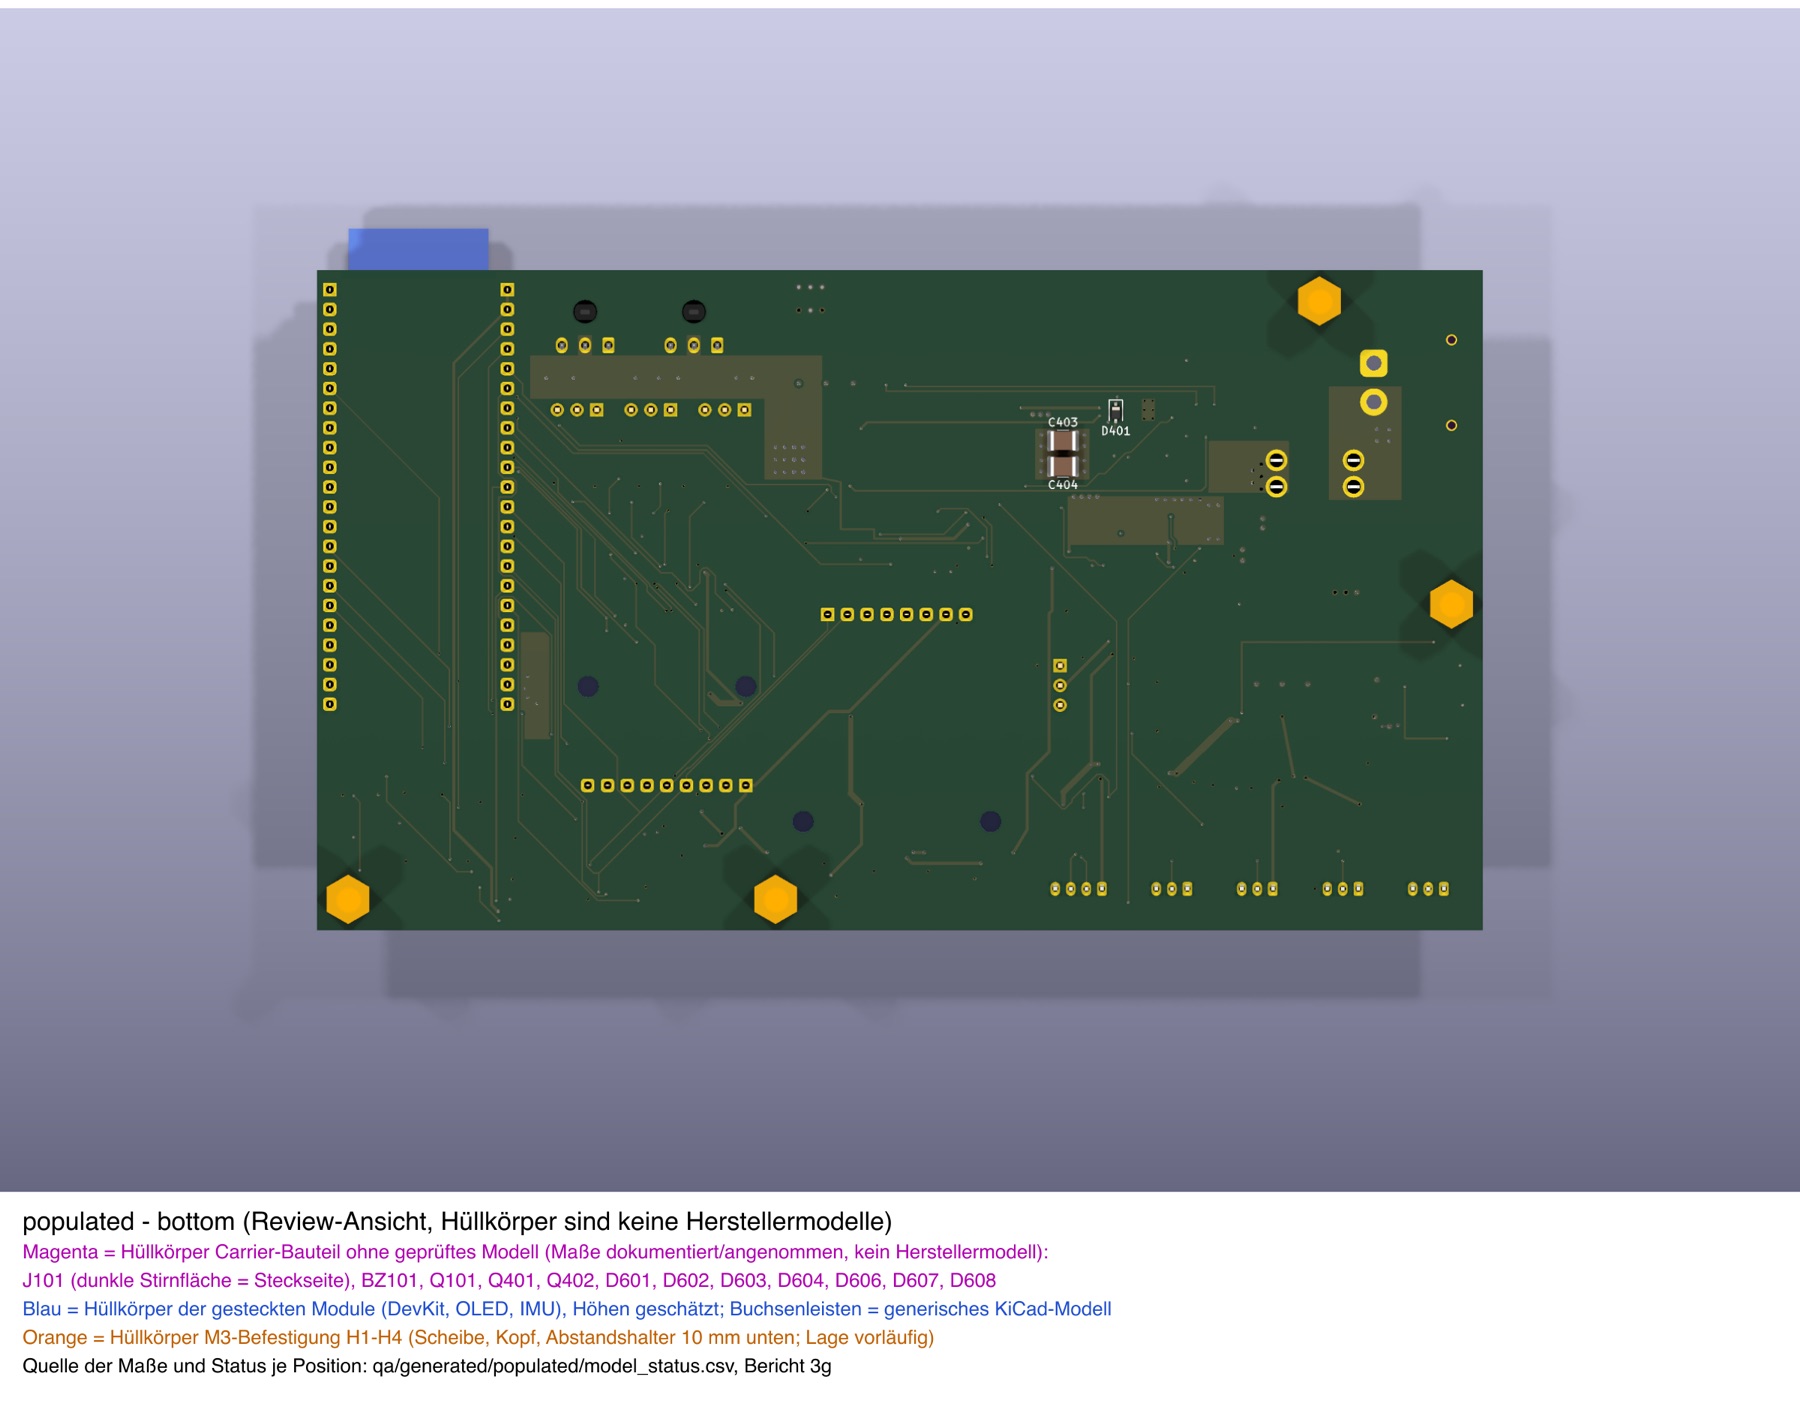 C403
D401
C404
populated - bottom (Review-Ansicht, Hüllkörper sind keine Herstellermodelle)
Magenta = Hüllkörper Carrier-Bauteil ohne geprüftes Modell (Maße dokumentiert/angenommen, kein Herstellermodell):
J101 (dunkle Stirnfläche = Steckseite), BZ101, Q101, Q401, Q402, D601, D602, D603, D604, D606, D607, D608
Blau = Hüllkörper der gesteckten Module (DevKit, OLED, IMU), Höhen geschätzt; Buchsenleisten = generisches KiCad-Modell
Orange = Hüllkörper M3-Befestigung H1-H4 (Scheibe, Kopf, Abstandshalter 10 mm unten; Lage vorläufig)
Quelle der Maße und Status je Position: qa/generated/populated/model_status.csv, Bericht 3g